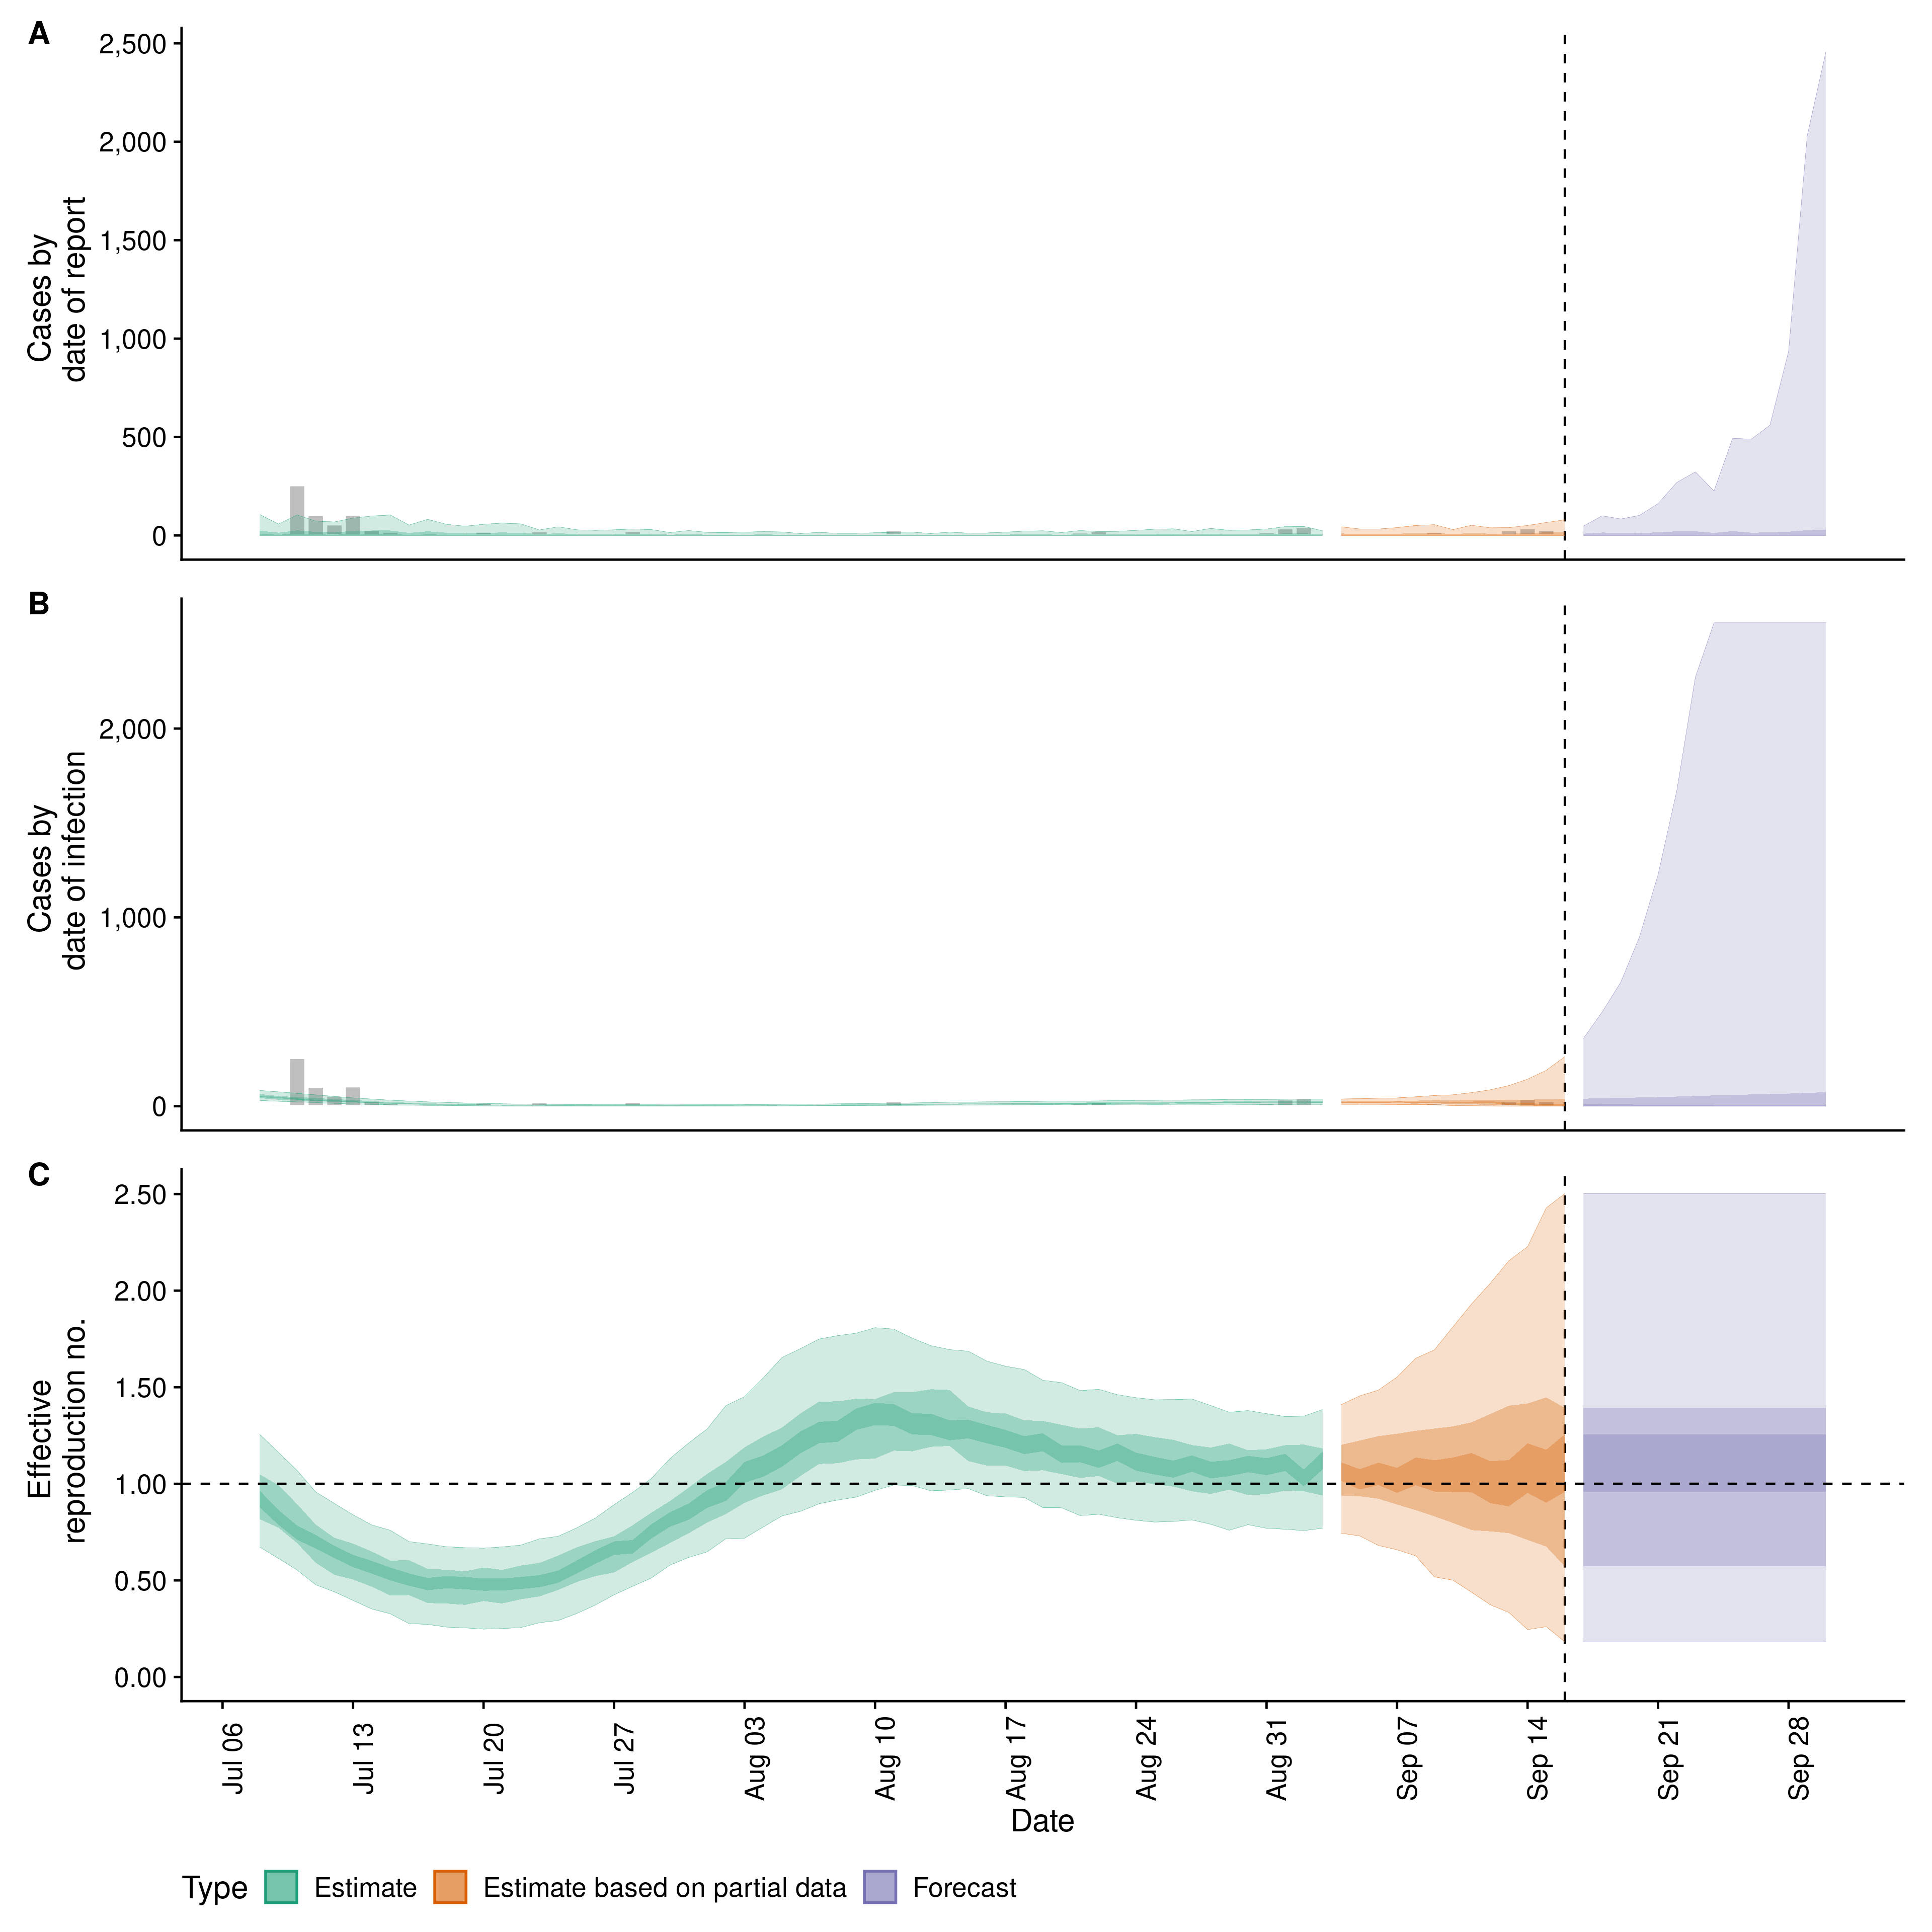 A
2,500
2,000
1,500
1,000
500
0
Cases by
date of report
B
2,000
1,000
0
Cases by
date of infection
C
2.50
2.00
1.50
1.00
0.50
0.00
Effective
reproduction no.
Jul 06
Jul 13
Jul 20
Jul 27
Aug 03
Aug 10
Aug 17
Aug 24
Aug 31
Sep 07
Sep 14
Sep 21
Sep 28
Date
Type Estimate Estimate based on partial data Forecast